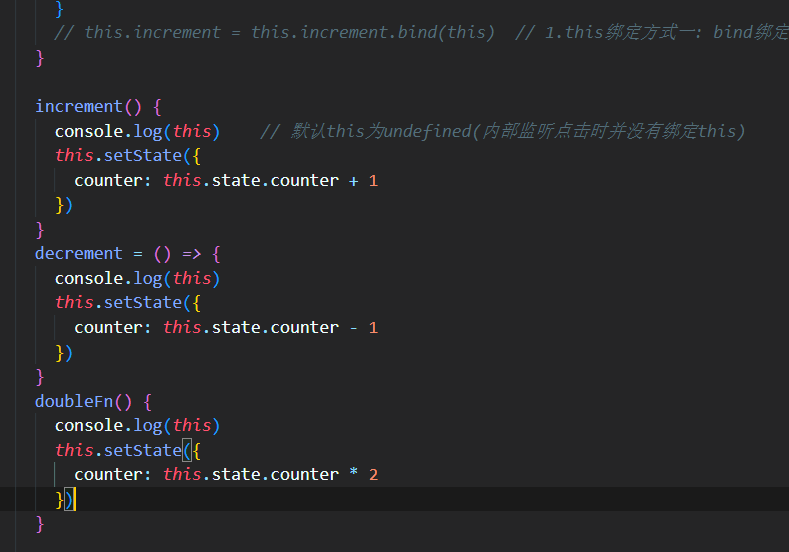 }
// this.increment = this.increment.bind(this)  // 1.this绑定方式一: bind绑定
}
increment() {
console.log(this)    // 默认this为undefined(内部监听点击时并没有绑定this)
this.setState({
counter: this.state.counter + 1
})
}
decrement = () => {
console.log(this)
this.setState({
counter: this.state.counter - 1
})
}
doubleFn() {
console.log(this)
this.setState({
counter: this.state.counter * 2
})
}